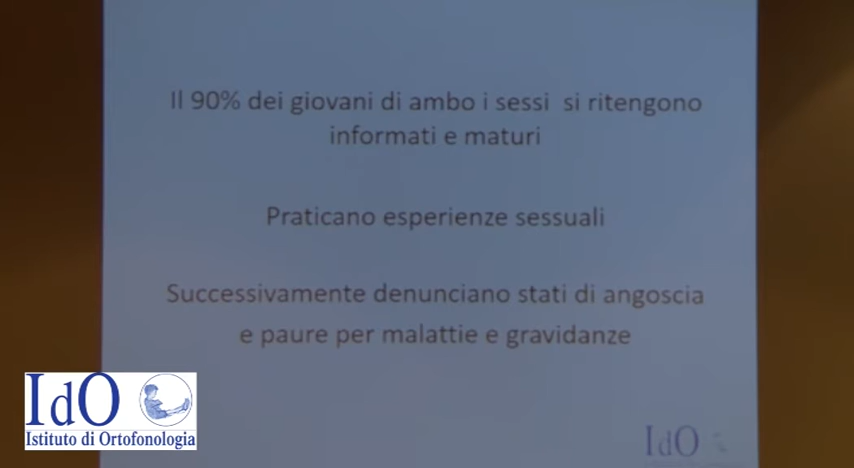 Il 90% dei giovani di ambo i sessi si ritengono
informati e maturi
Praticano esperienze sessuali
Successivamente denunciano stati di angoscia
e paure per malattie e gravidanze
IdO
IdO
Istituto di Ortofonologia